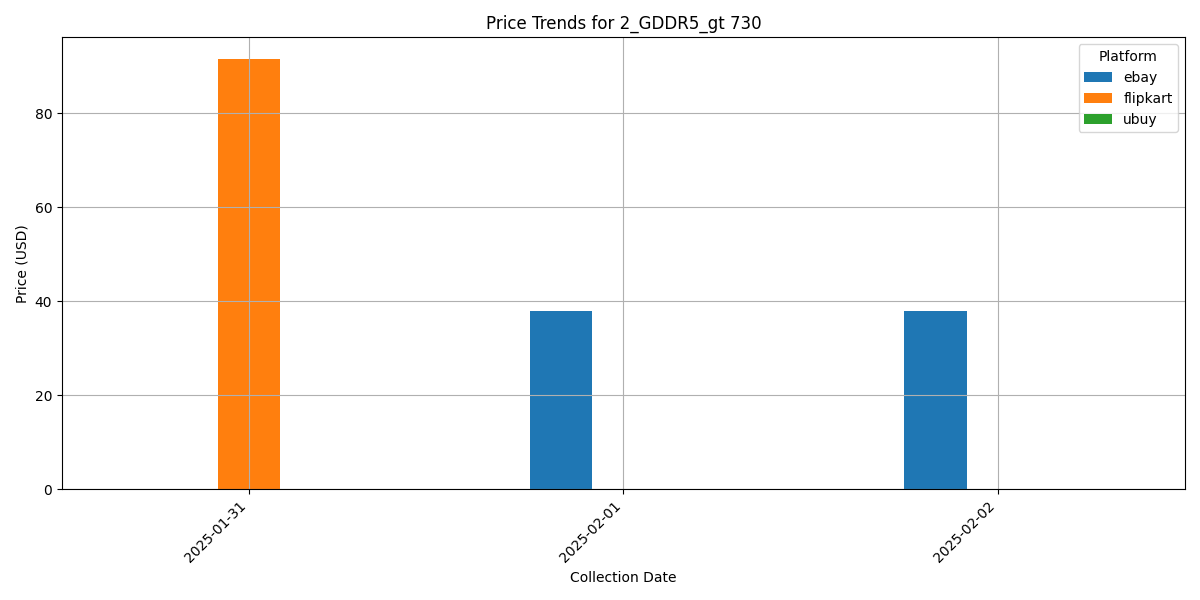 Price Trends for 2_GDDR5_gt 730
Platform
ebay
flipkart
ubuy
Price (USD)
80
60
40
20
0
2025-01-31
2025-02-01
2025-02-02
Collection Date